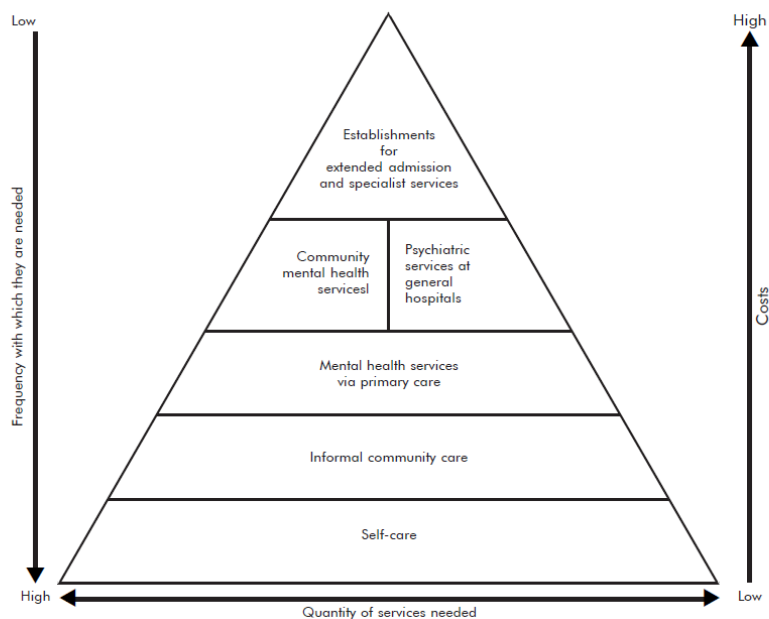 Low
High
Establishments
for
extended admission
and specialist services
Community
mental health
servicesl
Psychiatric
services at
general
hospitals
Mental health services
via primary care
Informal community care
Self-care
Frequency with which they are needed
Costs
High
Low
Quantity of services needed